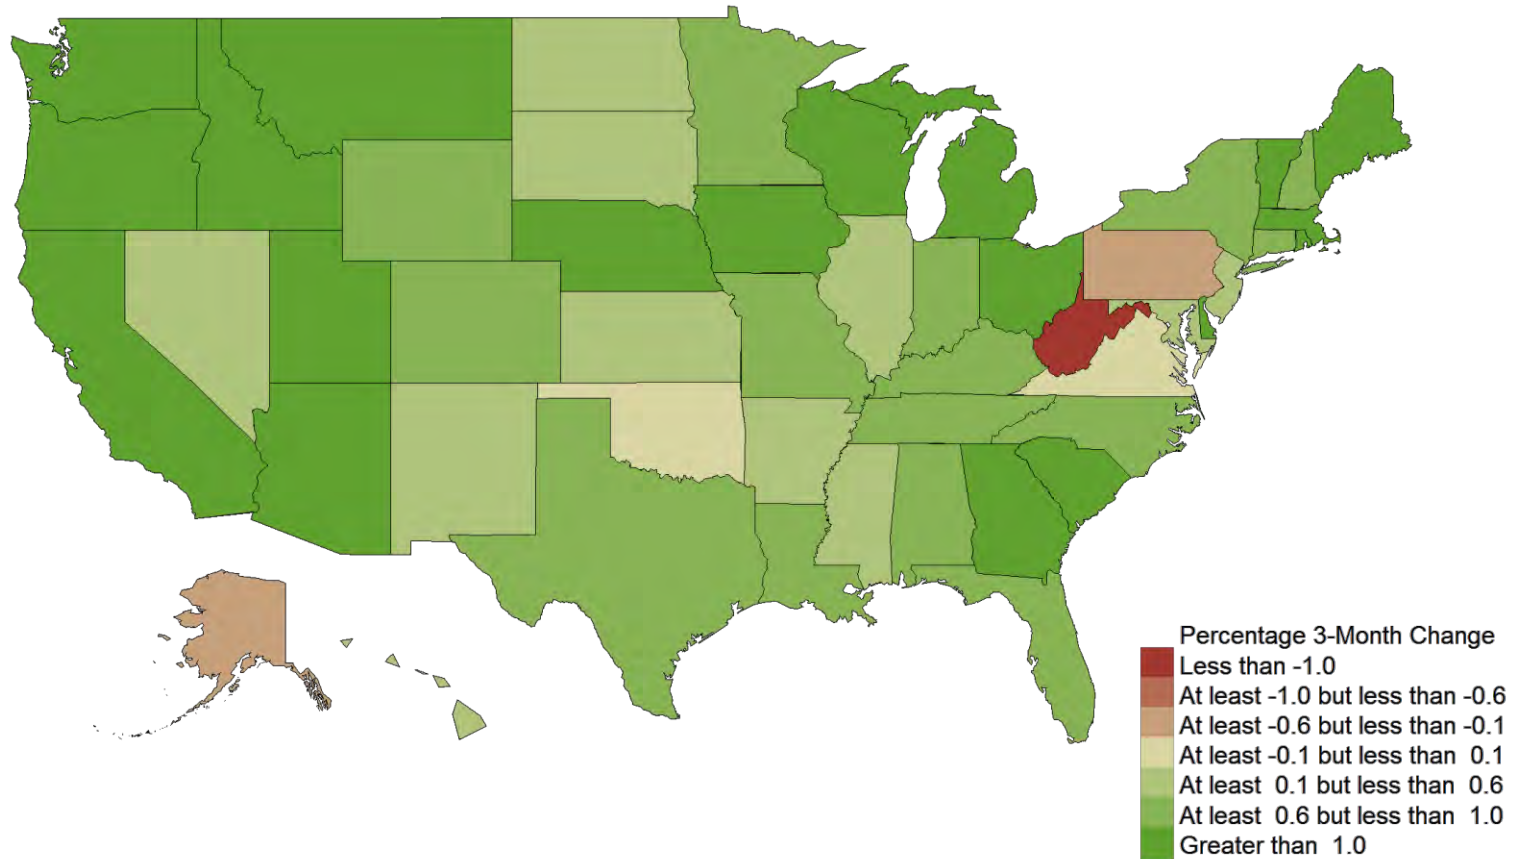 Percentage 3-Month Change
Less than -1.0
At least -1.0 but less than -0.6
At least -0.6 but less than -0.1
At least -0.1 but less than 0.1
At least 0.1 but less than 0.6
At least 0.6 but less than 1.0
Greater than 1.0